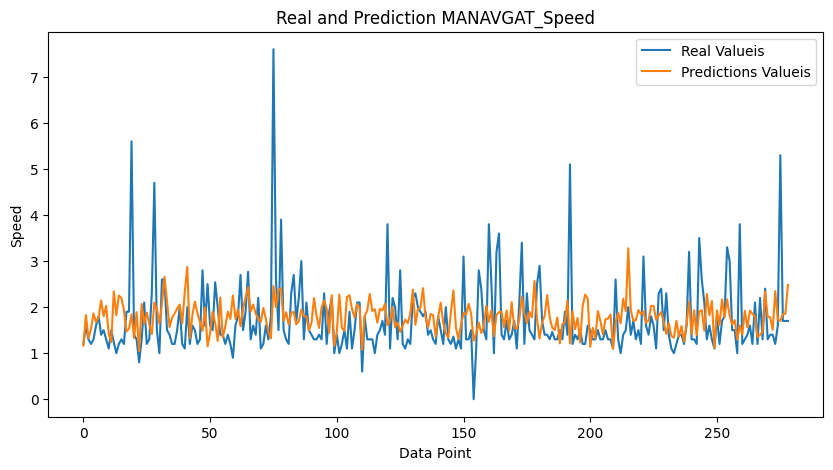 Real and Prediction MANAVGAT_Speed
Real Valueis
Predictions Valueis
Speed
7
6
5
4
3
2
1
0
0
50
100
150
200
250
Data Point